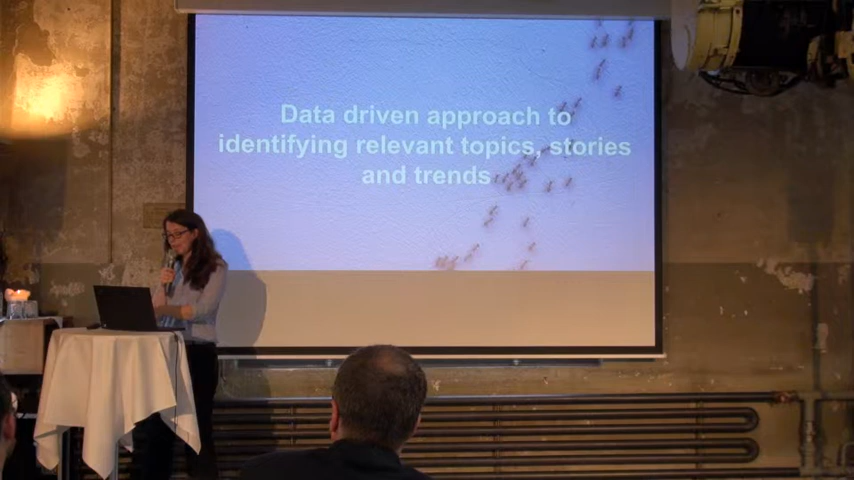 Data driven approach to
identifying relevant topics, stories
and trends